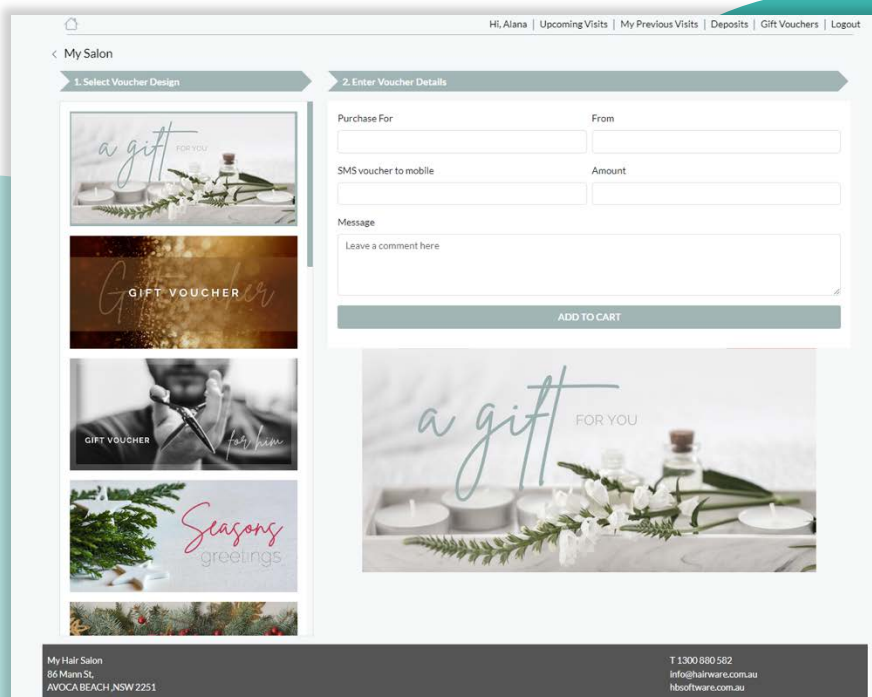 Hi, Alana | Upcoming Visits | My Previous Visits | Deposits | Gift Vouchers | Logout
< My Salon
1. Select Voucher Design
2. Enter Voucher Details
a gift FOR YOU
Gift Voucher
GIFT VOUCHER
GIFT VOUCHER for him
Seasons
greetings
Purchase For
From
SMS voucher to mobile
Amount
Message
Leave a comment here
ADD TO CART
a gift FOR YOU
My Hair Salon
86 Mann St,
AVOCA BEACH ,NSW 2251
T 1300 880 582
info@hairware.com.au
hbsoftware.com.au